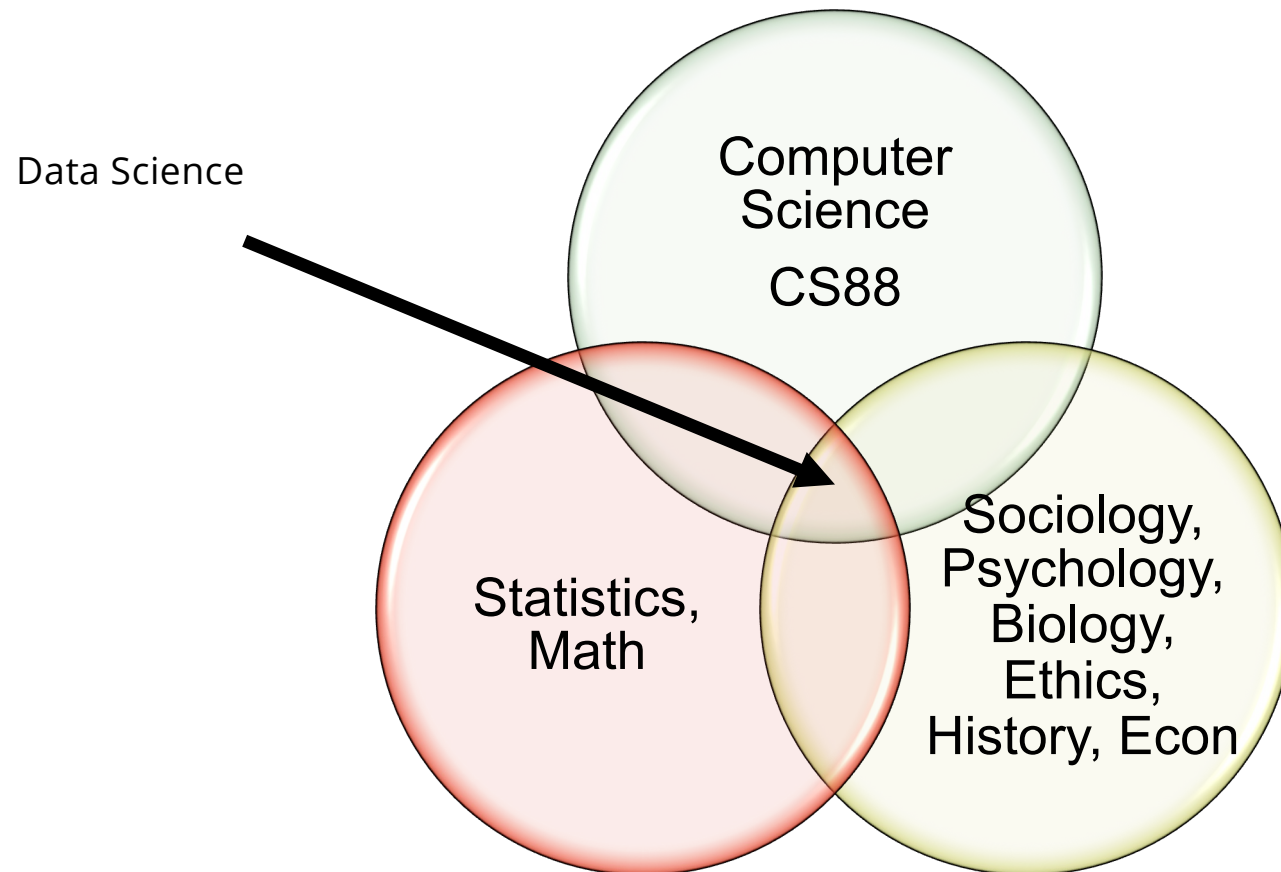 Data Science
Computer
Science
CS88
Statistics,
Math
Sociology,
Psychology,
Biology,
Ethics,
History, Econ